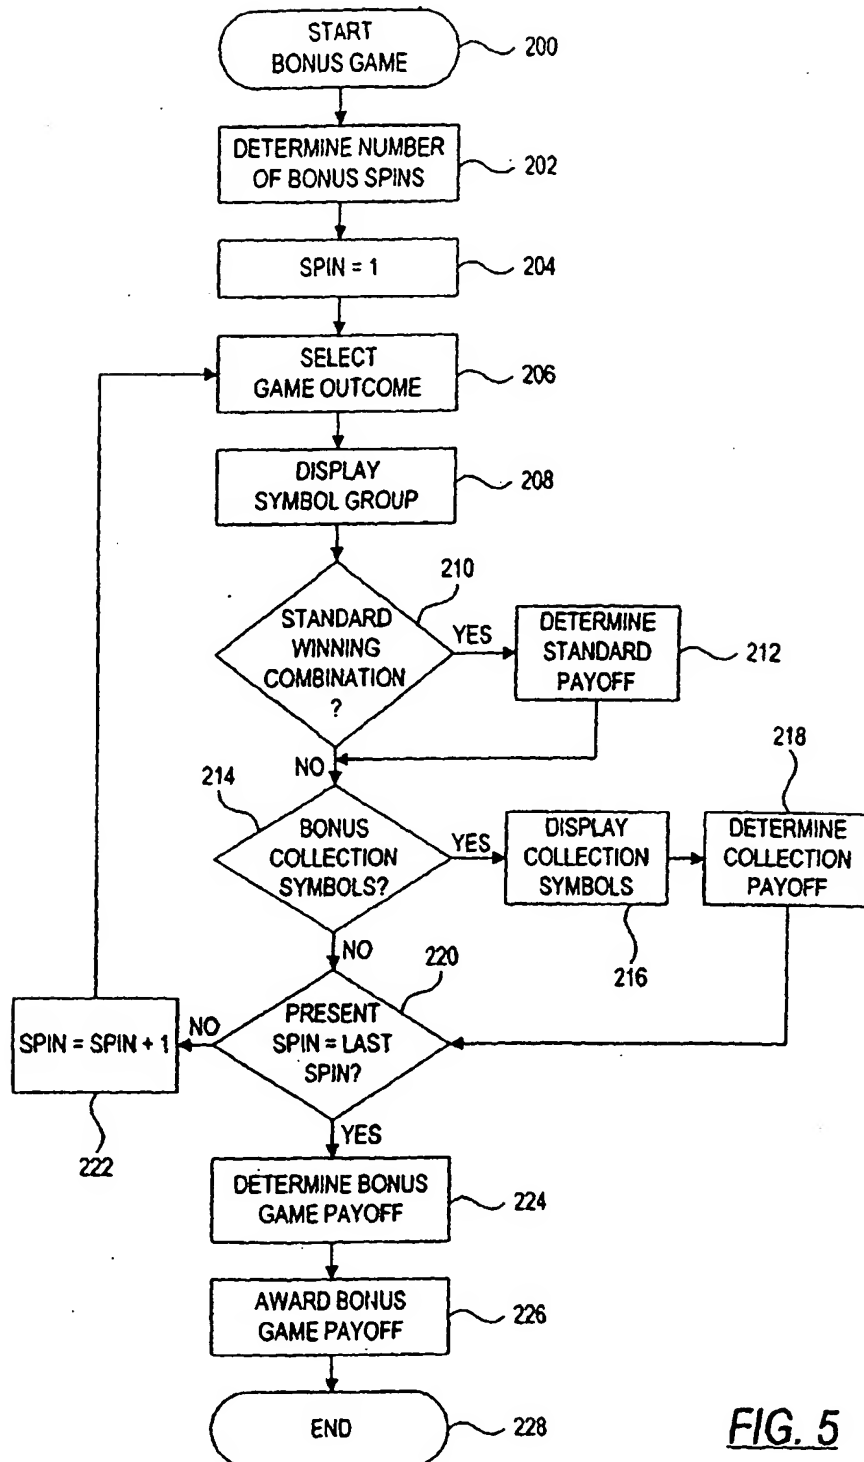 START
BONUS GAME
200
DETERMINE NUMBER
OF BONUS SPINS
202
SPIN = 1
204
SELECT
GAME OUTCOME
206
DISPLAY
SYMBOL GROUP
208
210
STANDARD
WINNING
COMBINATION
?
YES
DETERMINE
STANDARD
PAYOFF
212
NO
214
BONUS
COLLECTION
SYMBOLS?
YES
DISPLAY
COLLECTION
SYMBOLS
216
218
DETERMINE
COLLECTION
PAYOFF
NO
220
PRESENT
SPIN = LAST
SPIN?
NO
SPIN = SPIN + 1
222
YES
DETERMINE BONUS
GAME PAYOFF
224
AWARD BONUS
GAME PAYOFF
226
END
228
FIG. 5